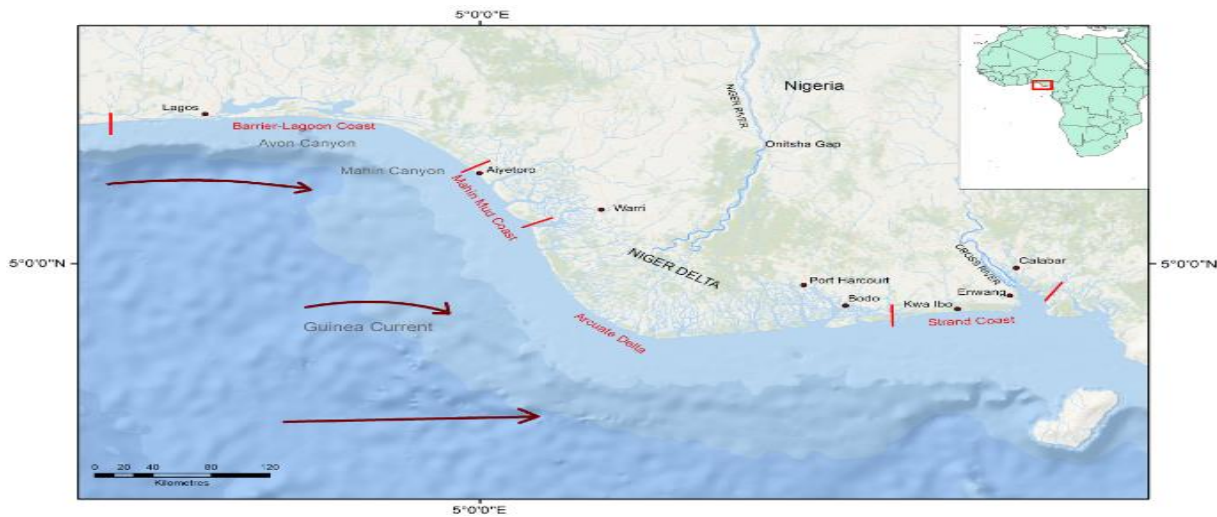 5°0'0"E
Nigeria
NIGER RIVER
Lagos
Barrier-Lagoon Coast
Avon Canyon
Onitsha Gap
Mahin Canyon
Aiyetoro
Mahin Mud Coast
Warri
5°0'0"N
NIGER DELTA
CROSS RIVER
Calabar
5°0'0"N
Port Harcourt
Bodo
Enwang
Kwa Ibo
Strand Coast
Guinea Current
Arcuate Delta
0 20 40 80 120
Kilometres
5°0'0"E